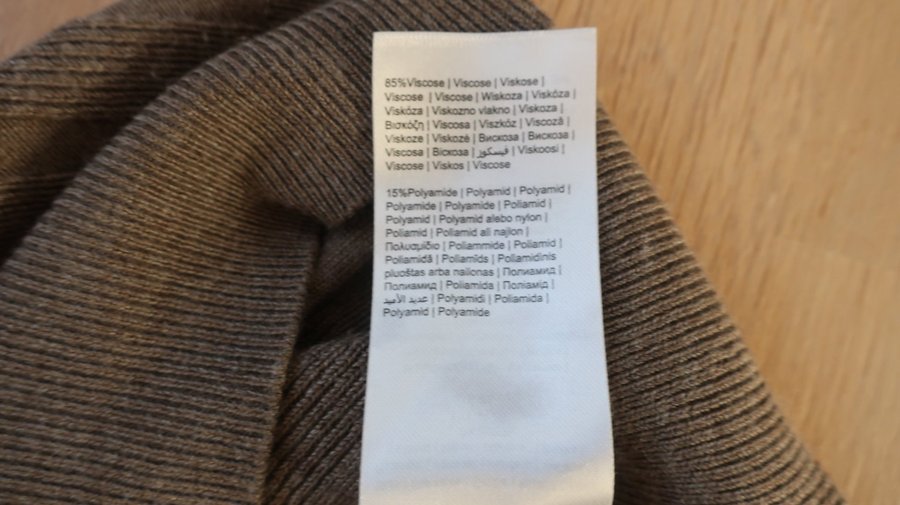 85%Viscose | Viscose | Viskose |
Viscose | Viscose | Wiskoza | Viskóza |
Viskóza | Viskozno vlakno | Viskoza |
Βισκόζη | Viscosa | Viszkóz | Viscoză |
Viskoze | Viskozė | Вискоза | Вискоза |
Viscosa | Віскоза | فيسكوز | Viskoosi |
Viscose | Viskos | Viscose
15%Polyamide | Polyamid | Polyamid |
Polyamide | Polyamide | Poliamid |
Polyamid | Polyamid alebo nylon |
Poliamid | Poliamid ali najlon |
Πολυαμίδιο | Poliammide | Poliamid |
Poliamidă | Poliamīds | Poliamidinis
pluoštas arba nailonas | Полиамид |
Полиамид | Poliamida | Поліамід |
عديد الأميد | Polyamidi | Poliamida |
Polyamid | Polyamide